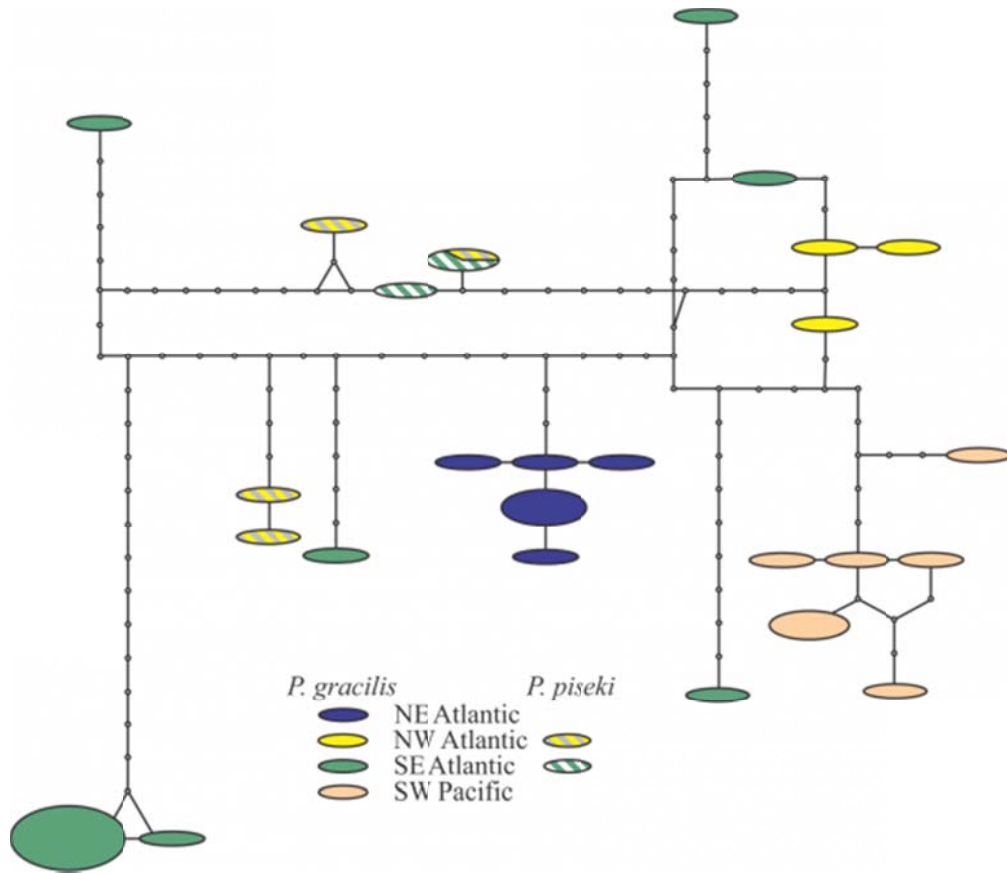 P. gracilis P. piseki
NE Atlantic
NW Atlantic
SE Atlantic
SW Pacific